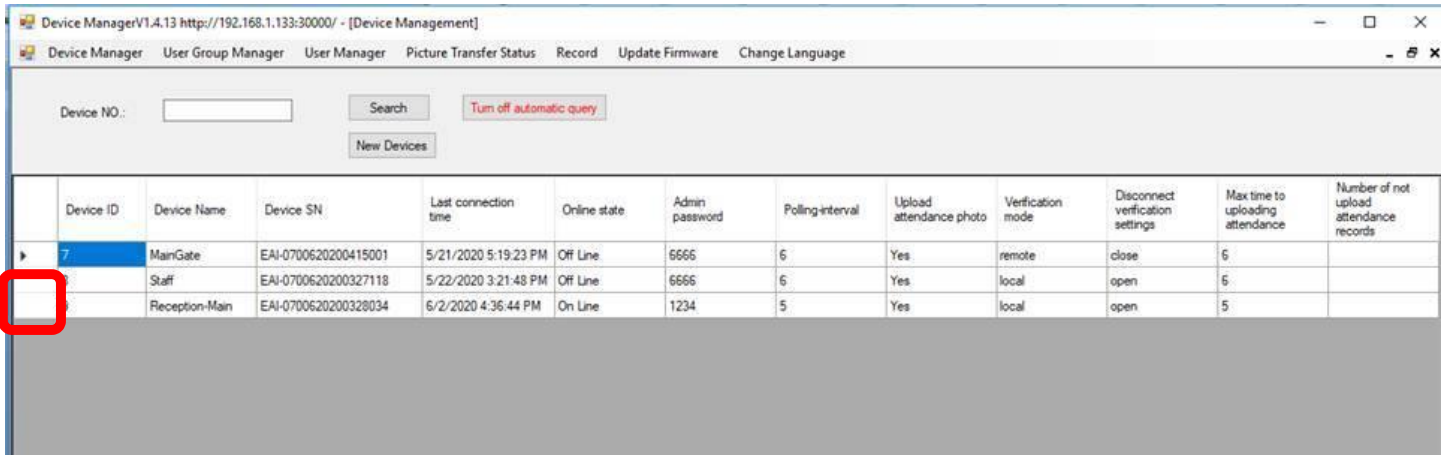 Device ManagerV1.4.13 http://192.168.1.133:30000/ - [Device Management]
Device Manager User Group Manager User Manager Picture Transfer Status Record Update Firmware Change Language
Device NO.: Search Turn off automatic query
New Devices
Device ID Device Name Device SN Last connection time Online state Admin password Polling-interval Upload attendance photo Verification mode Disconnect verification settings Max time to uploading attendance Number of not upload attendance records
7 MainGate EAI-0700620200415001 5/21/2020 5:19:23 PM Off Line 6666 6 Yes remote close 6
Staff EAI-0700620200327118 5/22/2020 3:21:48 PM Off Line 6666 6 Yes local open 6
Reception-Main EAI-0700620200328034 6/2/2020 4:36:44 PM On Line 1234 5 Yes local open 5